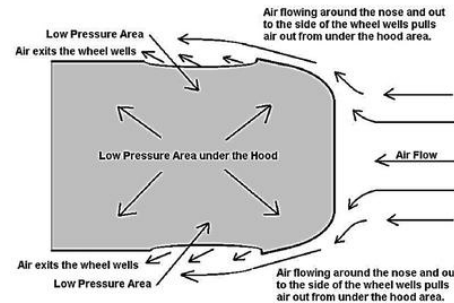 Air flowing around the nose and out
to the side of the wheel wells pulls
air out from under the hood area.
Low Pressure Area
Air exits the wheel wells
Low Pressure Area under the Hood
Air Flow
Air exits the wheel wells
Low Pressure Area
Air flowing around the nose and out
to the side of the wheel wells pulls
air out from under the hood area.